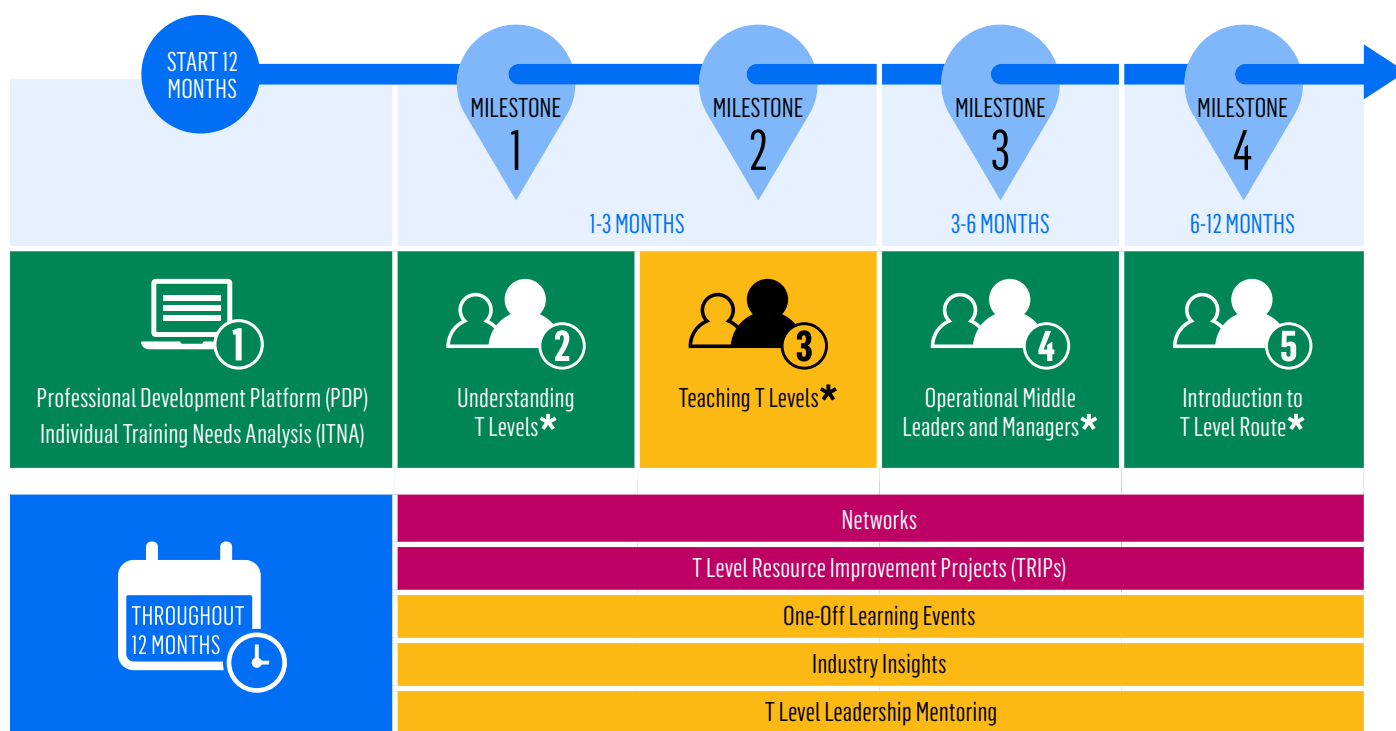 START 12
MONTHS
MILESTONE
1
MILESTONE
2
MILESTONE
3
MILESTONE
4
1-3 MONTHS
3-6 MONTHS
6-12 MONTHS
1
Professional Development Platform (PDP)
Individual Training Needs Analysis (ITNA)
2
Understanding
T Levels*
3
Teaching T Levels*
4
Operational Middle
Leaders and Managers*
5
Introduction to
T Level Route*
THROUGHOUT
12 MONTHS
Networks
T Level Resource Improvement Projects (TRIPs)
One-Off Learning Events
Industry Insights
T Level Leadership Mentoring